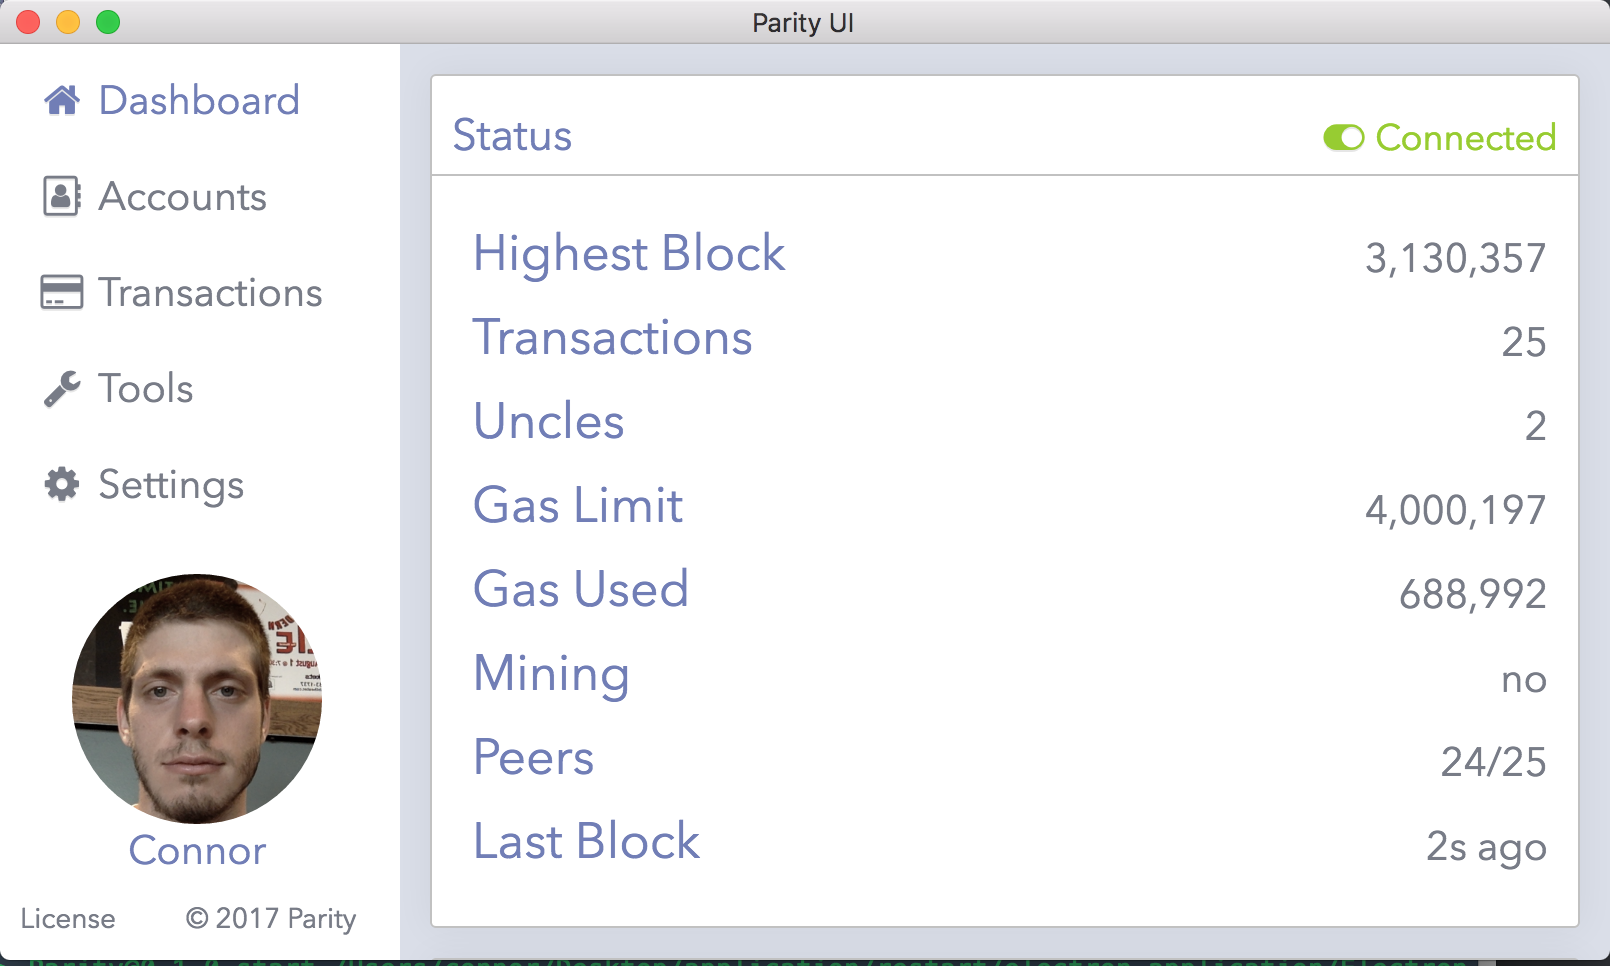 Parity UI
Dashboard
Accounts
Transactions
Tools
Settings
Connor
License © 2017 Parity
Status Connected
Highest Block 3,130,357
Transactions 25
Uncles 2
Gas Limit 4,000,197
Gas Used 688,992
Mining no
Peers 24/25
Last Block 2s ago